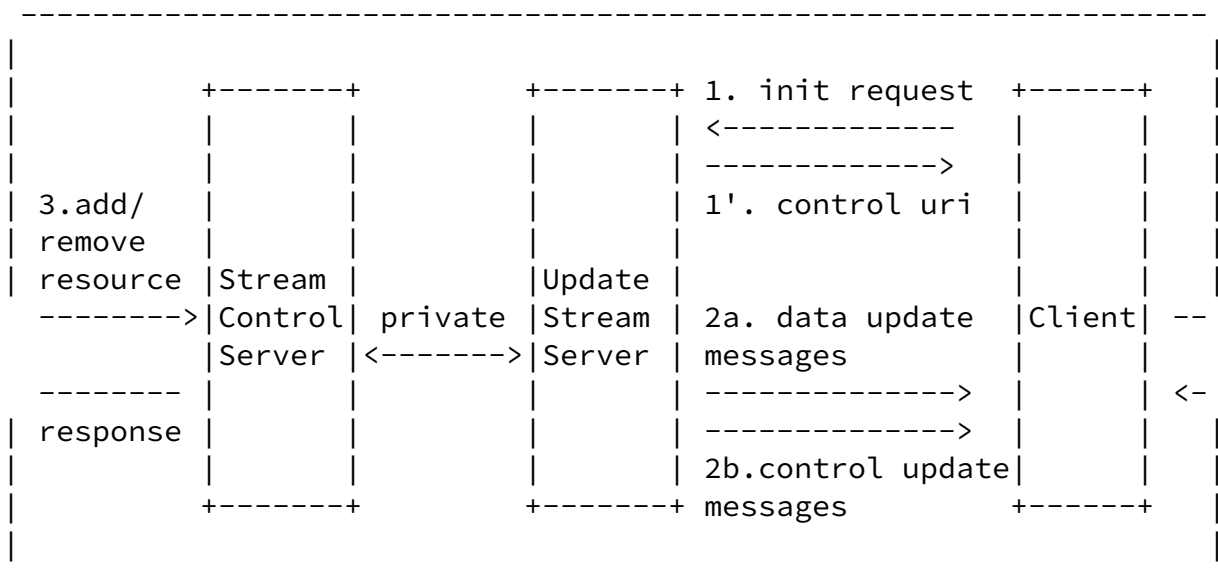 1. init request
3.add/ 1'. control uri
remove
resource Stream Update
Control private Stream 2a. data update Client
Server Server messages
response
2b.control update
messages